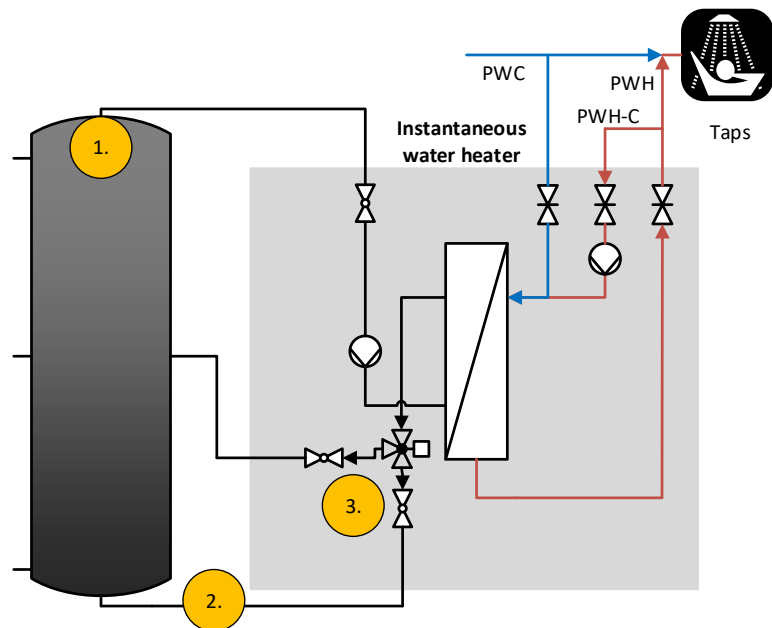 PWC
PWH
PWH-C
Taps
Instantaneous
water heater
1.
3.
2.